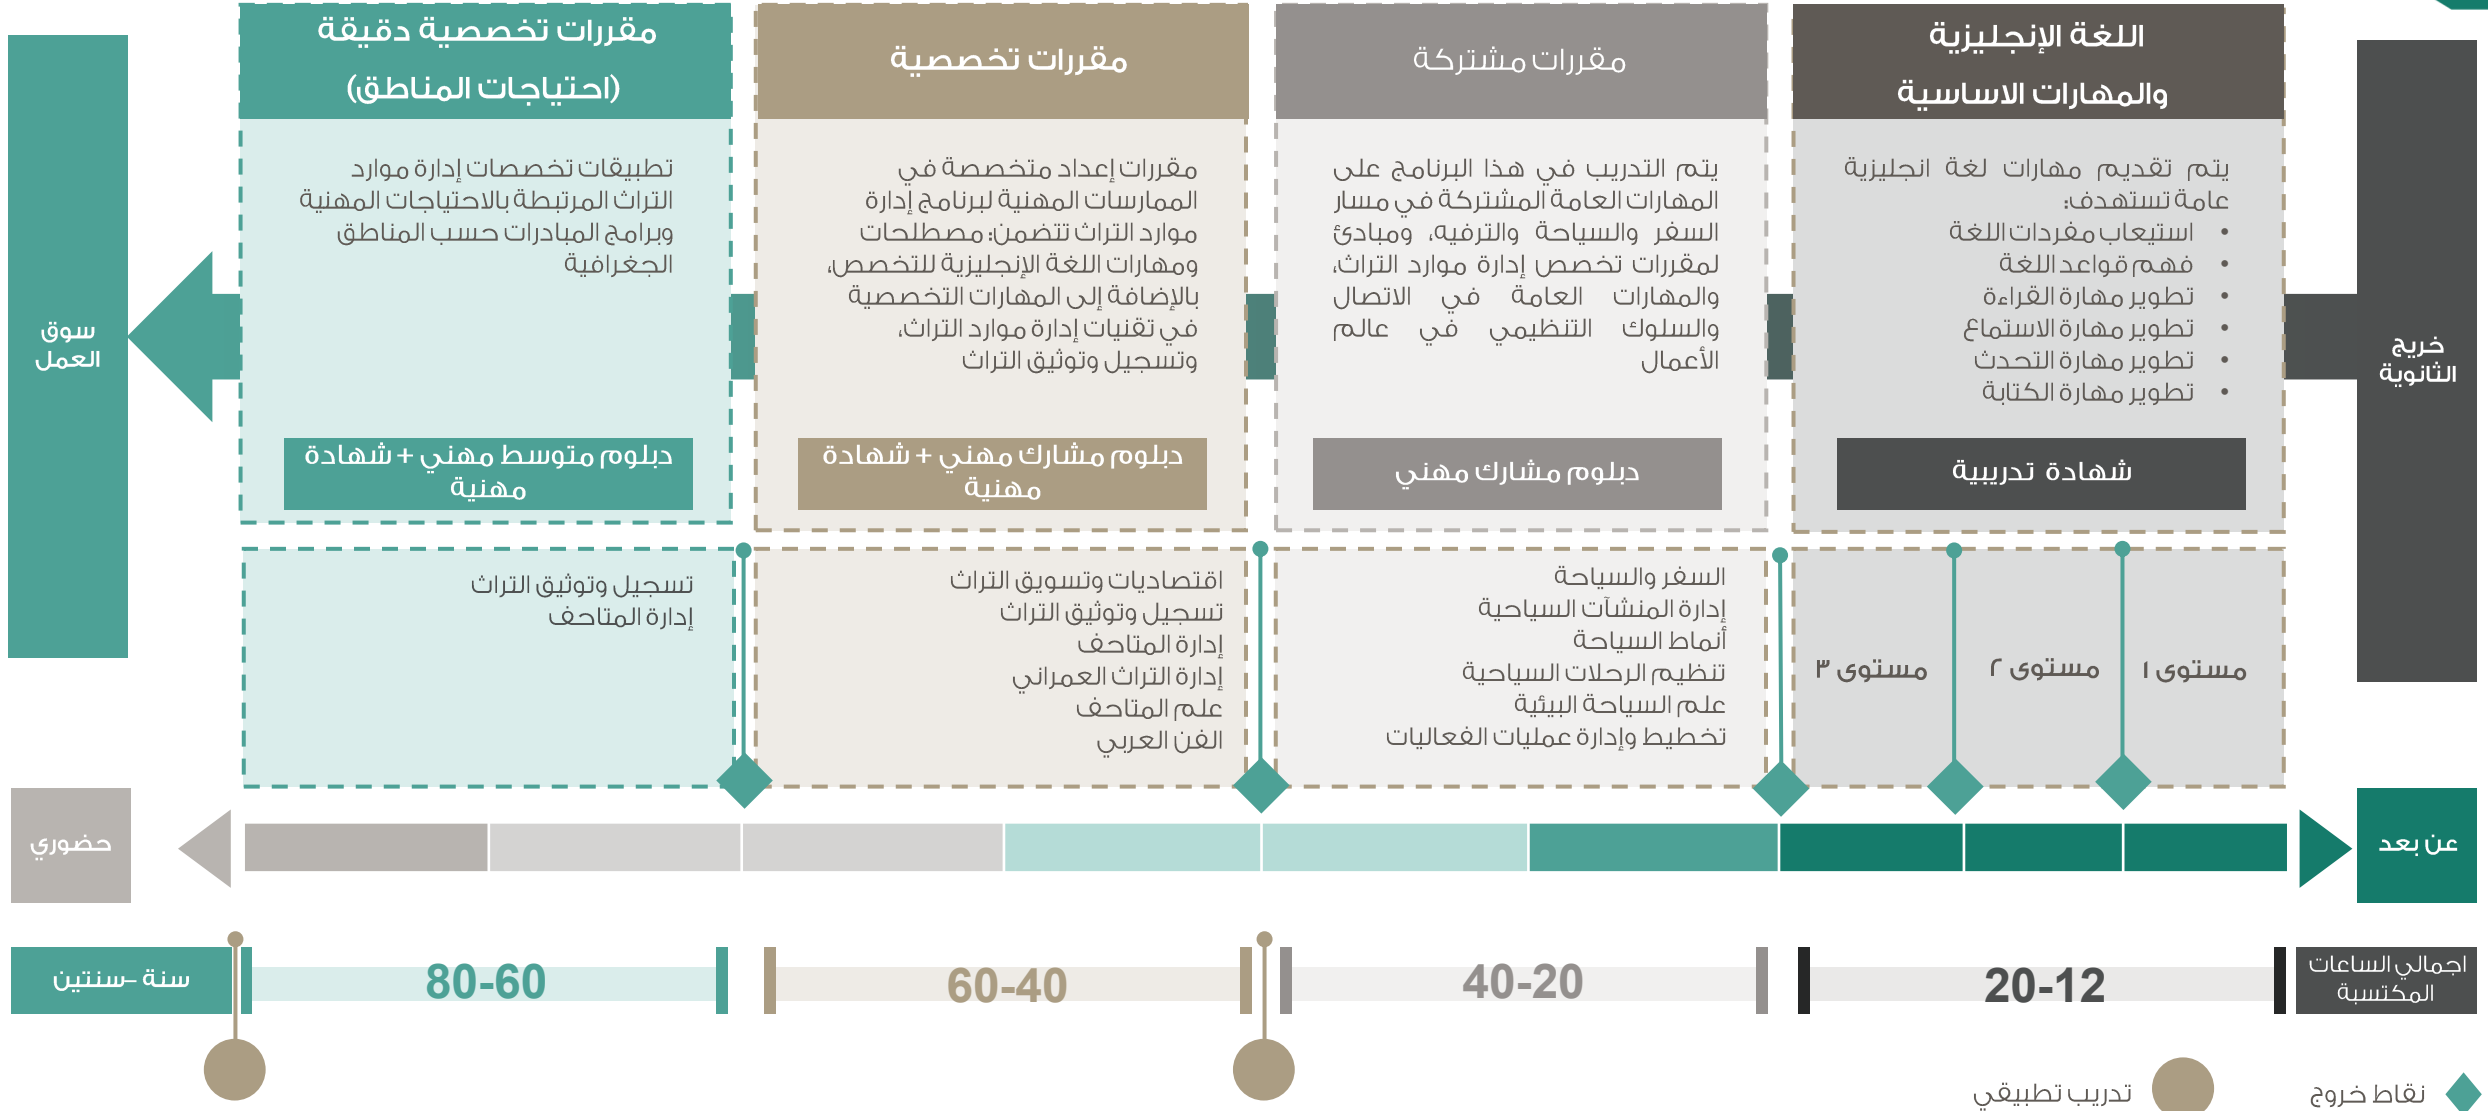 خريج
الثانوية
اللغة الإنجليزية
والمهارات الاساسية
يتم تقديم مهارات لغة انجليزية
عامة تستهدف:
• استيعاب مفردات اللغة
• فهم قواعد اللغة
• تطوير مهارة القراءة
• تطوير مهارة الاستماع
• تطوير مهارة التحدث
• تطوير مهارة الكتابة
شهادة تدريبية
مقررات مشتركة
يتم التدريب في هذا البرنامج على
المهارات العامة المشتركة في مسار
السفر والسياحة والترفيه، ومبادئ
لمقررات تخصص إدارة موارد التراث،
والمهارات العامة في الاتصال
والسلوك التنظيمي في عالم
الأعمال
دبلوم مشارك مهني
مقررات تخصصية
مقررات إعداد متخصصة في
الممارسات المهنية لبرنامج إدارة
موارد التراث تتضمن: مصطلحات
ومهارات اللغة الإنجليزية للتخصص،
بالإضافة إلى المهارات التخصصية
في تقنيات إدارة موارد التراث،
وتسجيل وتوثيق التراث
دبلوم مشارك مهني + شهادة
مهنية
مقررات تخصصية دقيقة
(احتياجات المناطق)
تطبيقات تخصصات إدارة موارد
التراث المرتبطة بالاحتياجات المهنية
وبرامج المبادرات حسب المناطق
الجغرافية
دبلوم متوسط مهني + شهادة
مهنية
سوق
العمل
مستوى ١
مستوى ٢
مستوى ٣
السفر والسياحة
إدارة المنشآت السياحية
أنماط السياحة
تنظيم الرحلات السياحية
علم السياحة البيئية
تخطيط وإدارة عمليات الفعاليات
اقتصاديات وتسويق التراث
تسجيل وتوثيق التراث
إدارة المتاحف
إدارة التراث العمراني
علم المتاحف
الفن العربي
تسجيل وتوثيق التراث
إدارة المتاحف
عن بعد
حضوري
اجمالي الساعات
المكتسبة
20-12
40-20
60-40
80-60
سنة –سنتين
نقاط خروج
تدريب تطبيقي